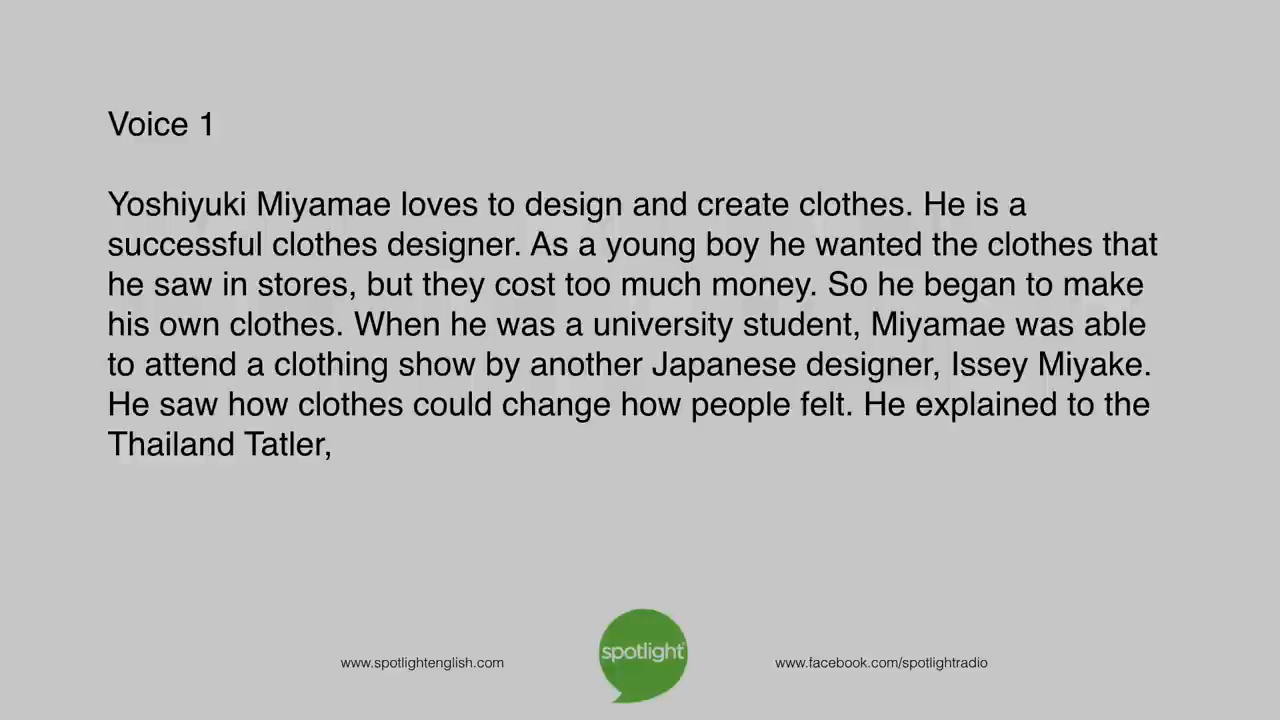 Voice 1
Yoshiyuki Miyamae loves to design and create clothes. He is a
successful clothes designer. As a young boy he wanted the clothes that
he saw in stores, but they cost too much money. So he began to make
his own clothes. When he was a university student, Miyamae was able
to attend a clothing show by another Japanese designer, Issey Miyake.
He saw how clothes could change how people felt. He explained to the
Thailand Tatler,
www.spotlightenglish.com
spotlight
www.facebook.com/spotlightradio